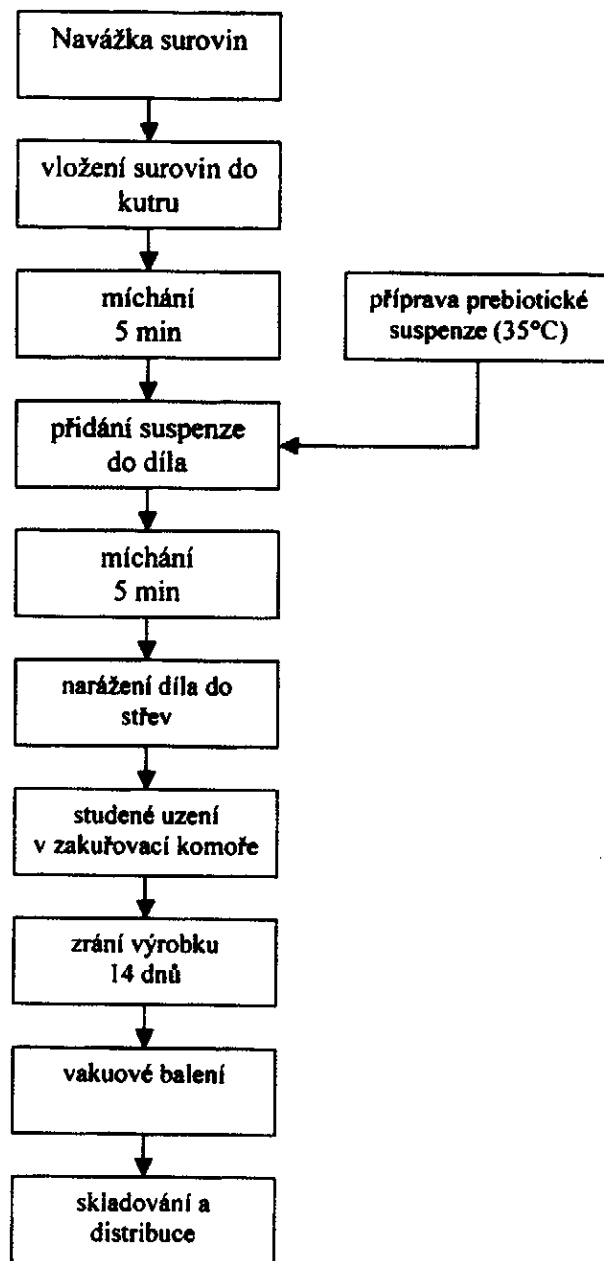 Navážka surovin
vložení surovin do
kutru
míchání
5 min
příprava prebiotické
suspenze (35°C)
přidání suspenze
do díla
míchání
5 min
narážení díla do
střev
studené uzení
v zakuřovací komoře
zrání výrobku
14 dnů
vakuové balení
skladování a
distribuce